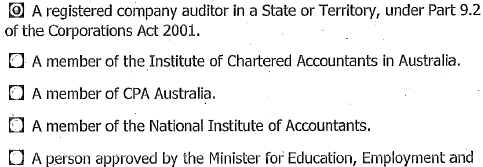 A registered company auditor in a State or Territory, under Part 9.2
of the Corporations Act 2001.
A member of the Institute of Chartered Accountants in Australia.
A member of CPA Australia.
A member of the National Institute of Accountants.
A person approved by the Minister for Education, Employment and